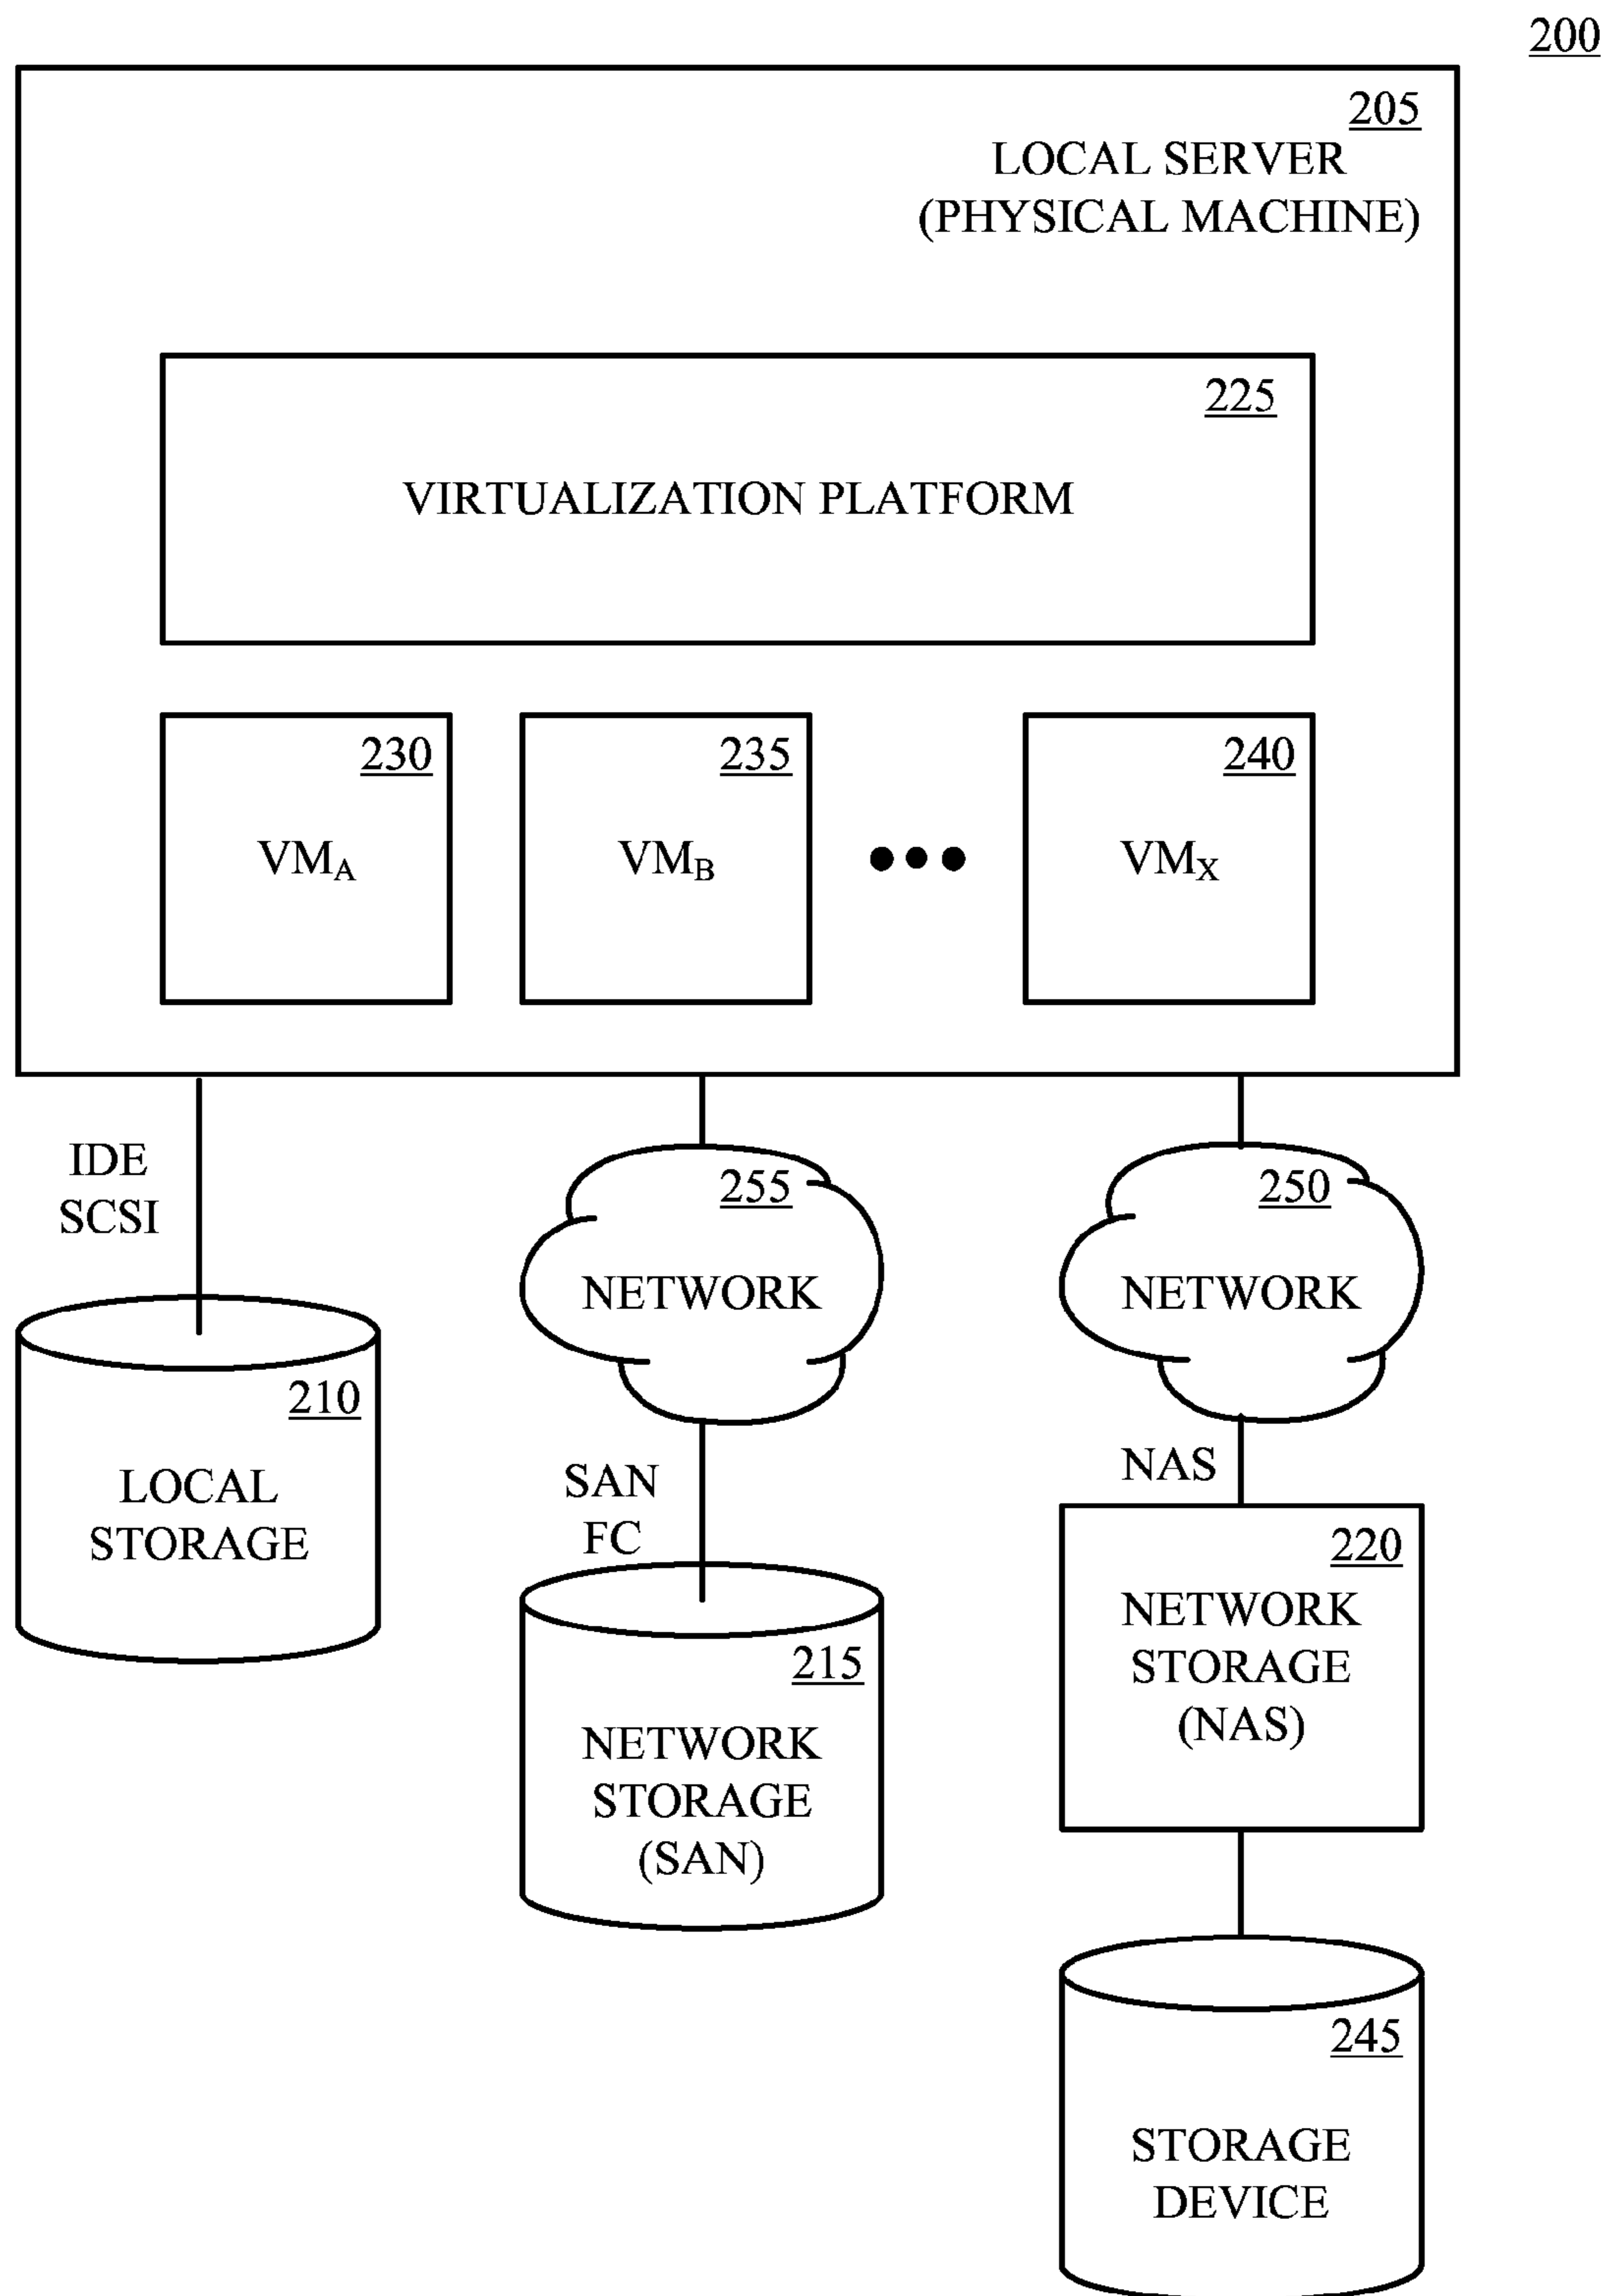 200
205
LOCAL SERVER
(PHYSICAL MACHINE)
225
VIRTUALIZATION PLATFORM
230
VMA
235
VMB
240
VMX
IDE
SCSI
255
NETWORK
250
NETWORK
210
LOCAL
STORAGE
SAN
FC
NAS
215
NETWORK
STORAGE
(SAN)
220
NETWORK
STORAGE
(NAS)
245
STORAGE
DEVICE